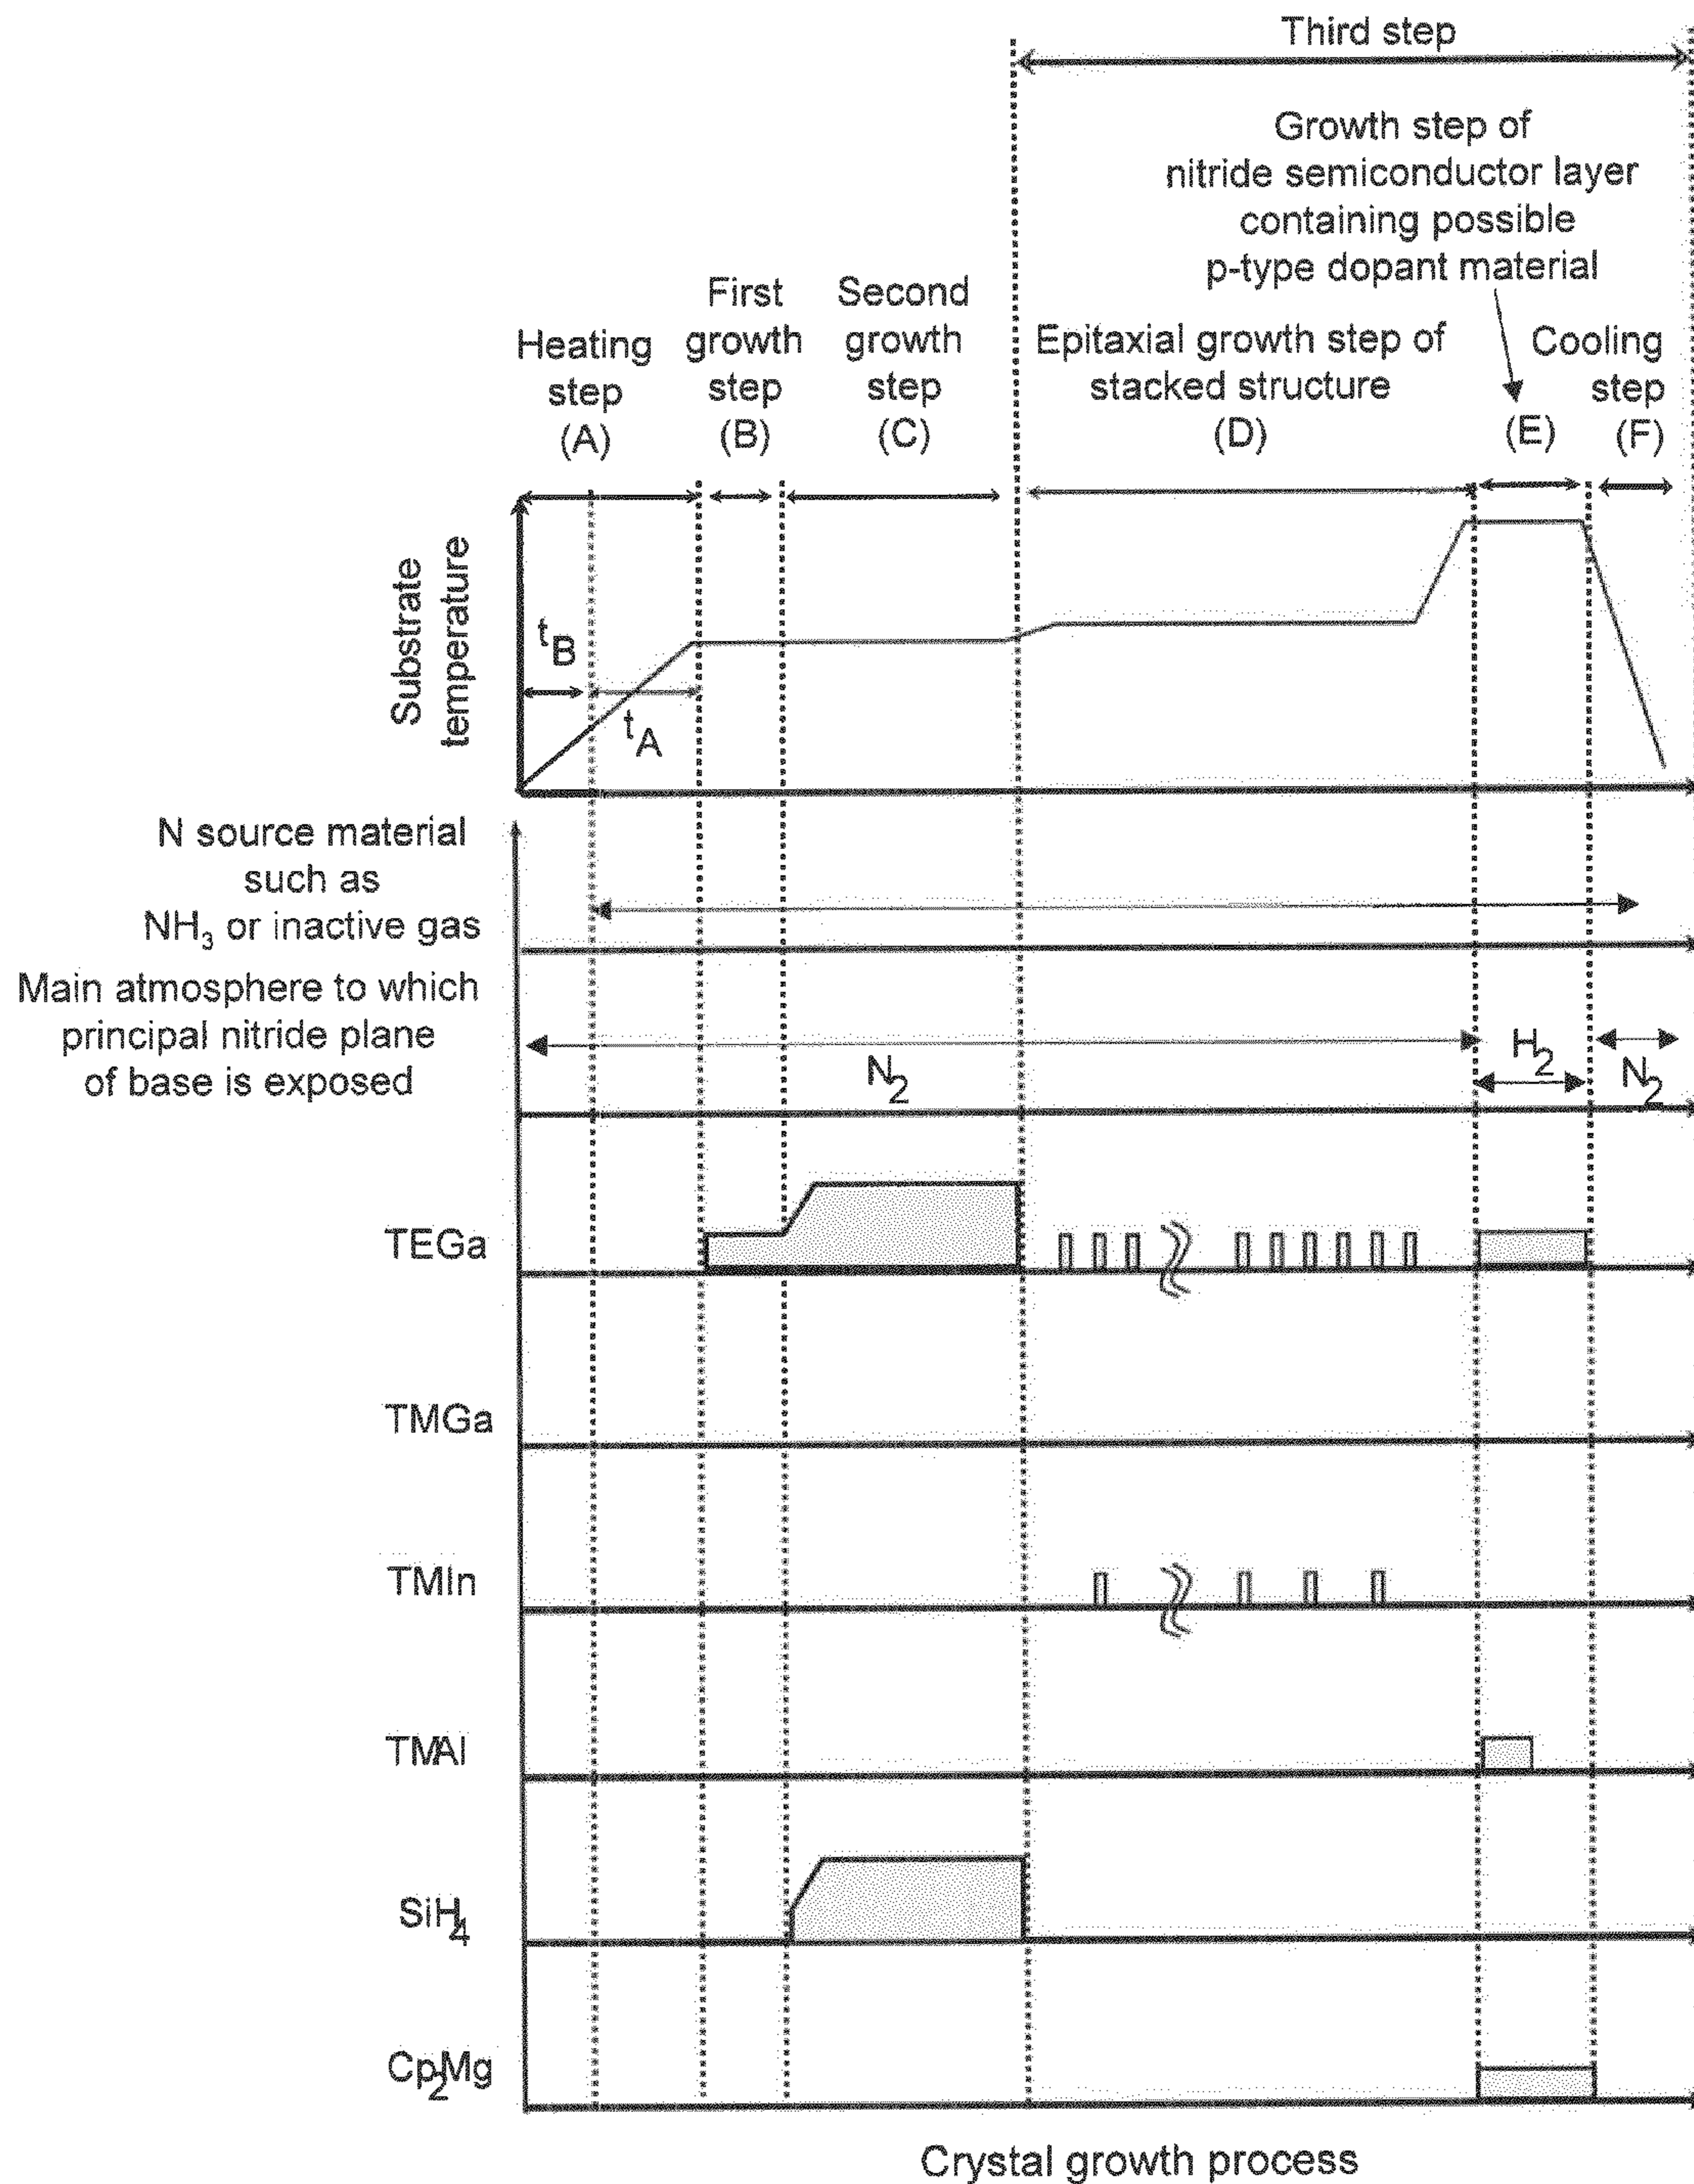 Third step
Growth step of
nitride semiconductor layer
containing possible
p-type dopant material
Heating
step
(A)
First
growth
step
(B)
Second
growth
step
(C)
Epitaxial growth step of
stacked structure
(D)
(E)
Cooling
step
(F)
Substrate
temperature
tB
tA
N source material
such as
NH3 or inactive gas
Main atmosphere to which
principal nitride plane
of base is exposed
N2
H2
N2
TEGa
TMGa
TMIn
TMAl
SiH4
Cp2Mg
Crystal growth process